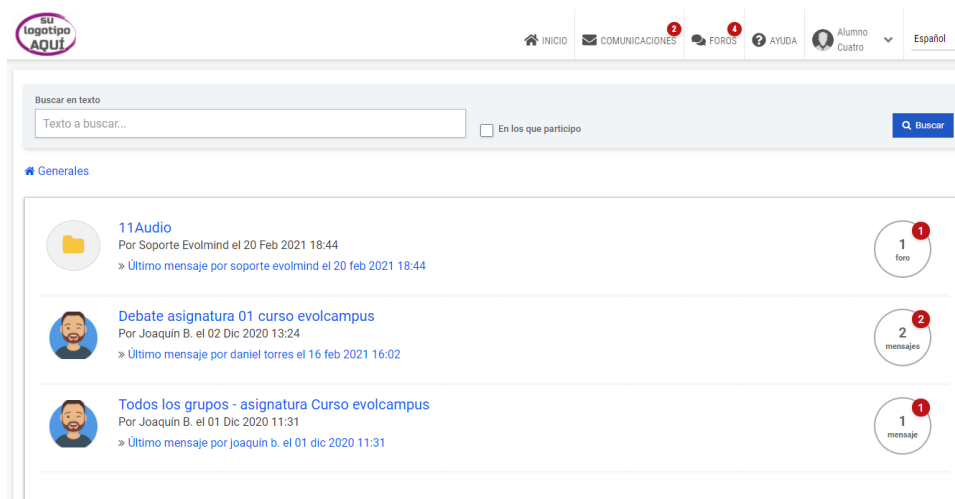 su
logotipo
AQUÍ
INICIO
COMUNICACIONES
2
FOROS
4
AYUDA
Alumno
Cuatro
Español
Buscar en texto
Texto a buscar...
En los que participo
Buscar
Generales
11Audio
Por Soporte Evolmind el 20 Feb 2021 18:44
» Último mensaje por soporte evolmind el 20 feb 2021 18:44
1
1
foro
Debate asignatura 01 curso evolcampus
Por Joaquín B. el 02 Dic 2020 13:24
» Último mensaje por daniel torres el 16 feb 2021 16:02
2
2
mensajes
Todos los grupos - asignatura Curso evolcampus
Por Joaquín B. el 01 Dic 2020 11:31
» Último mensaje por joaquín b. el 01 dic 2020 11:31
1
1
mensaje